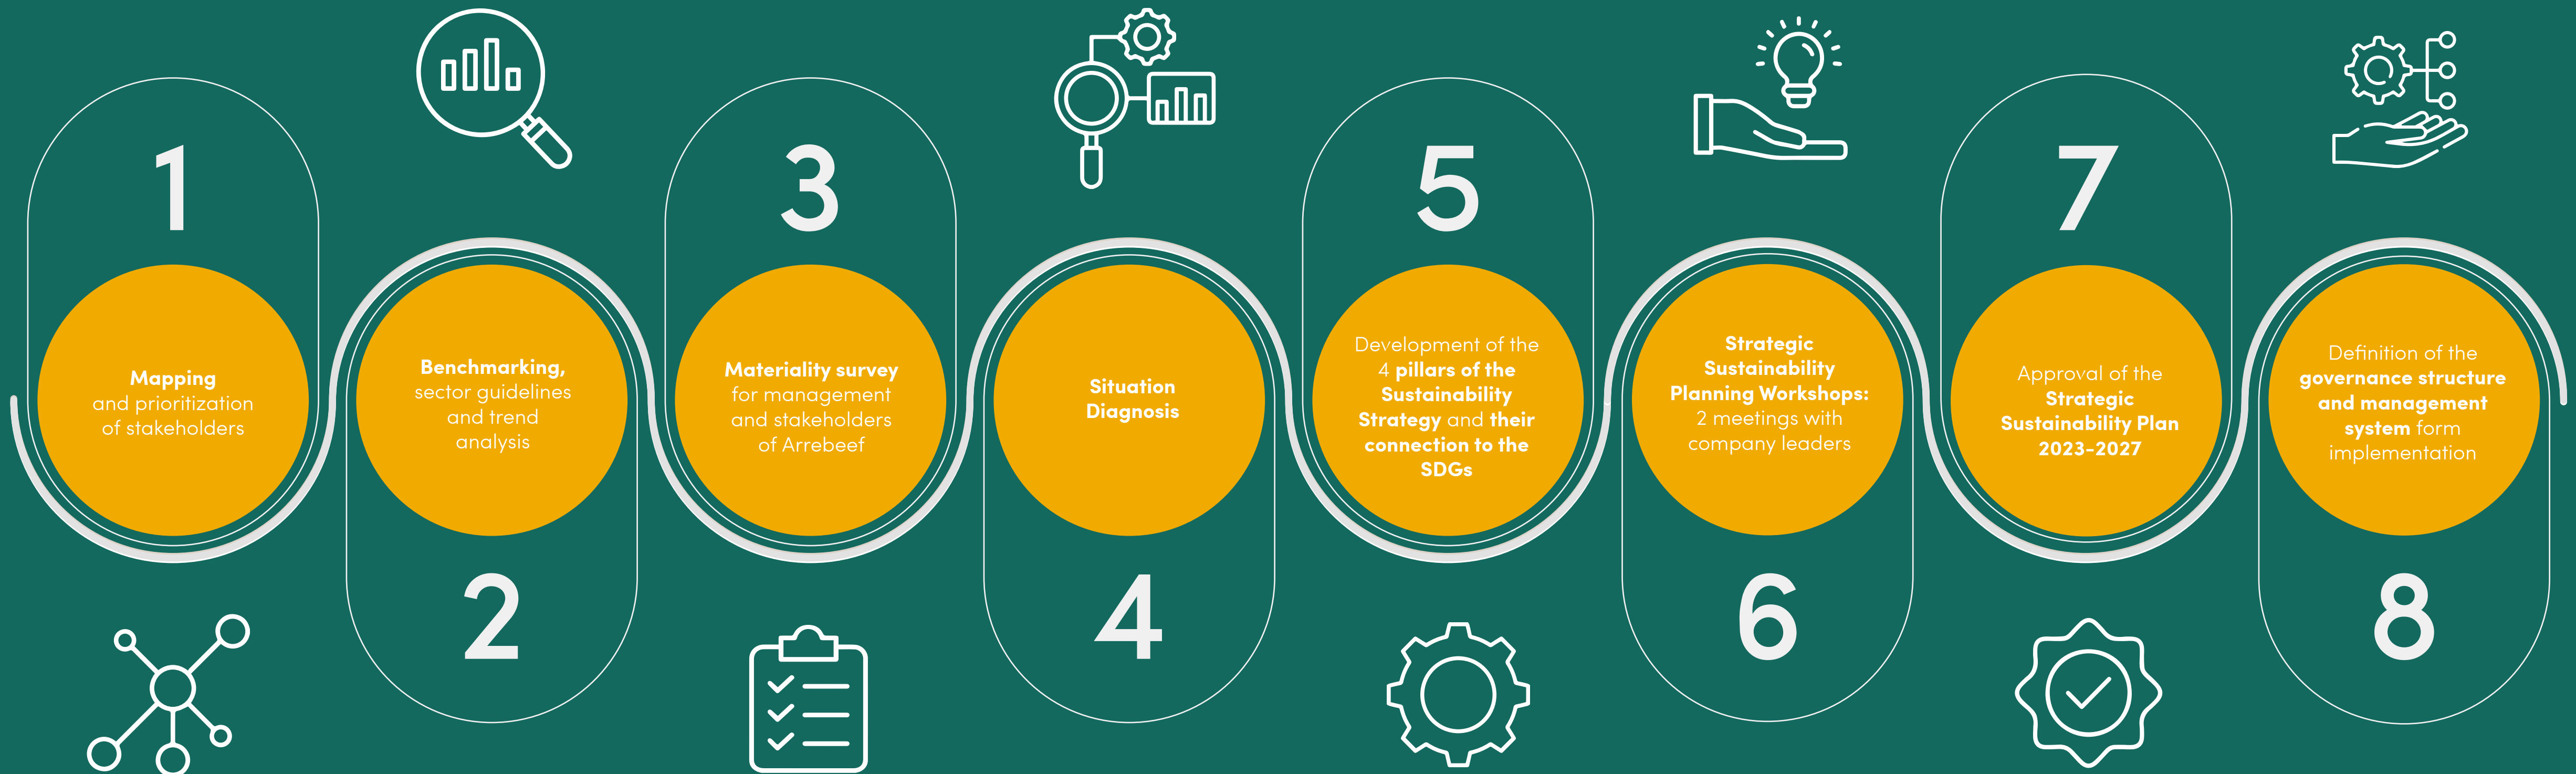 1
Mapping
and prioritization
of stakeholders
2
Benchmarking,
sector guidelines
and trend
analysis
3
Materiality survey
for management
and stakeholders
of Arrebeef
4
Situation
Diagnosis
5
Development of the
4 pillars of the
Sustainability
Strategy and their
connection to the
SDGs
6
Strategic
Sustainability
Planning Workshops:
2 meetings with
company leaders
7
Approval of the
Strategic
Sustainability Plan
2023-2027
8
Definition of the
governance structure
and management
system form
implementation